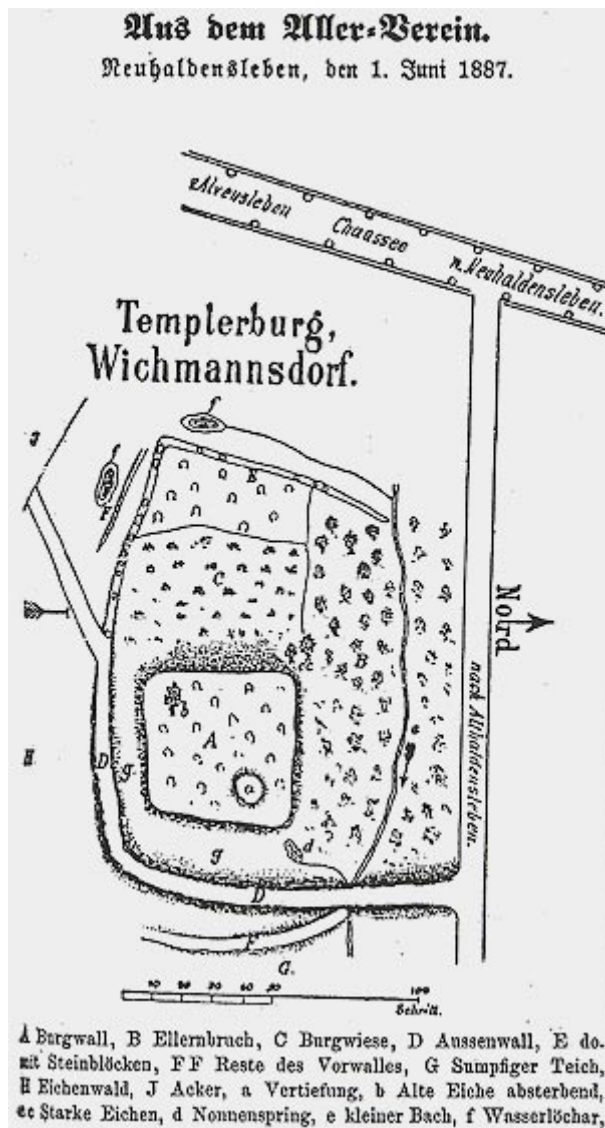 Aus dem Aller-Verein.
Neuhaldensleben, den 1. Juni 1887.
n. Alvensleben Chaussee n. Neuhaldensleben.
Templerburg,
Wichmannsdorf.
f
J
f
E
F
C
Nord
B
b
A
nach Althaldensleben.
H
D
g
e
a
g
d
D
F
G.
100
Schritt.
A Burgwall, B Ellernbruch, C Burgwiese, D Aussenwall, E do.
mit Steinblöcken, FF Reste des Vorwalles, G Sumpfiger Teich,
H Eichenwald, J Acker, a Vertiefung, b Alte Eiche absterbend,
cc Starke Eichen, d Nonnenspring, e kleiner Bach, f Wasserlöchar,